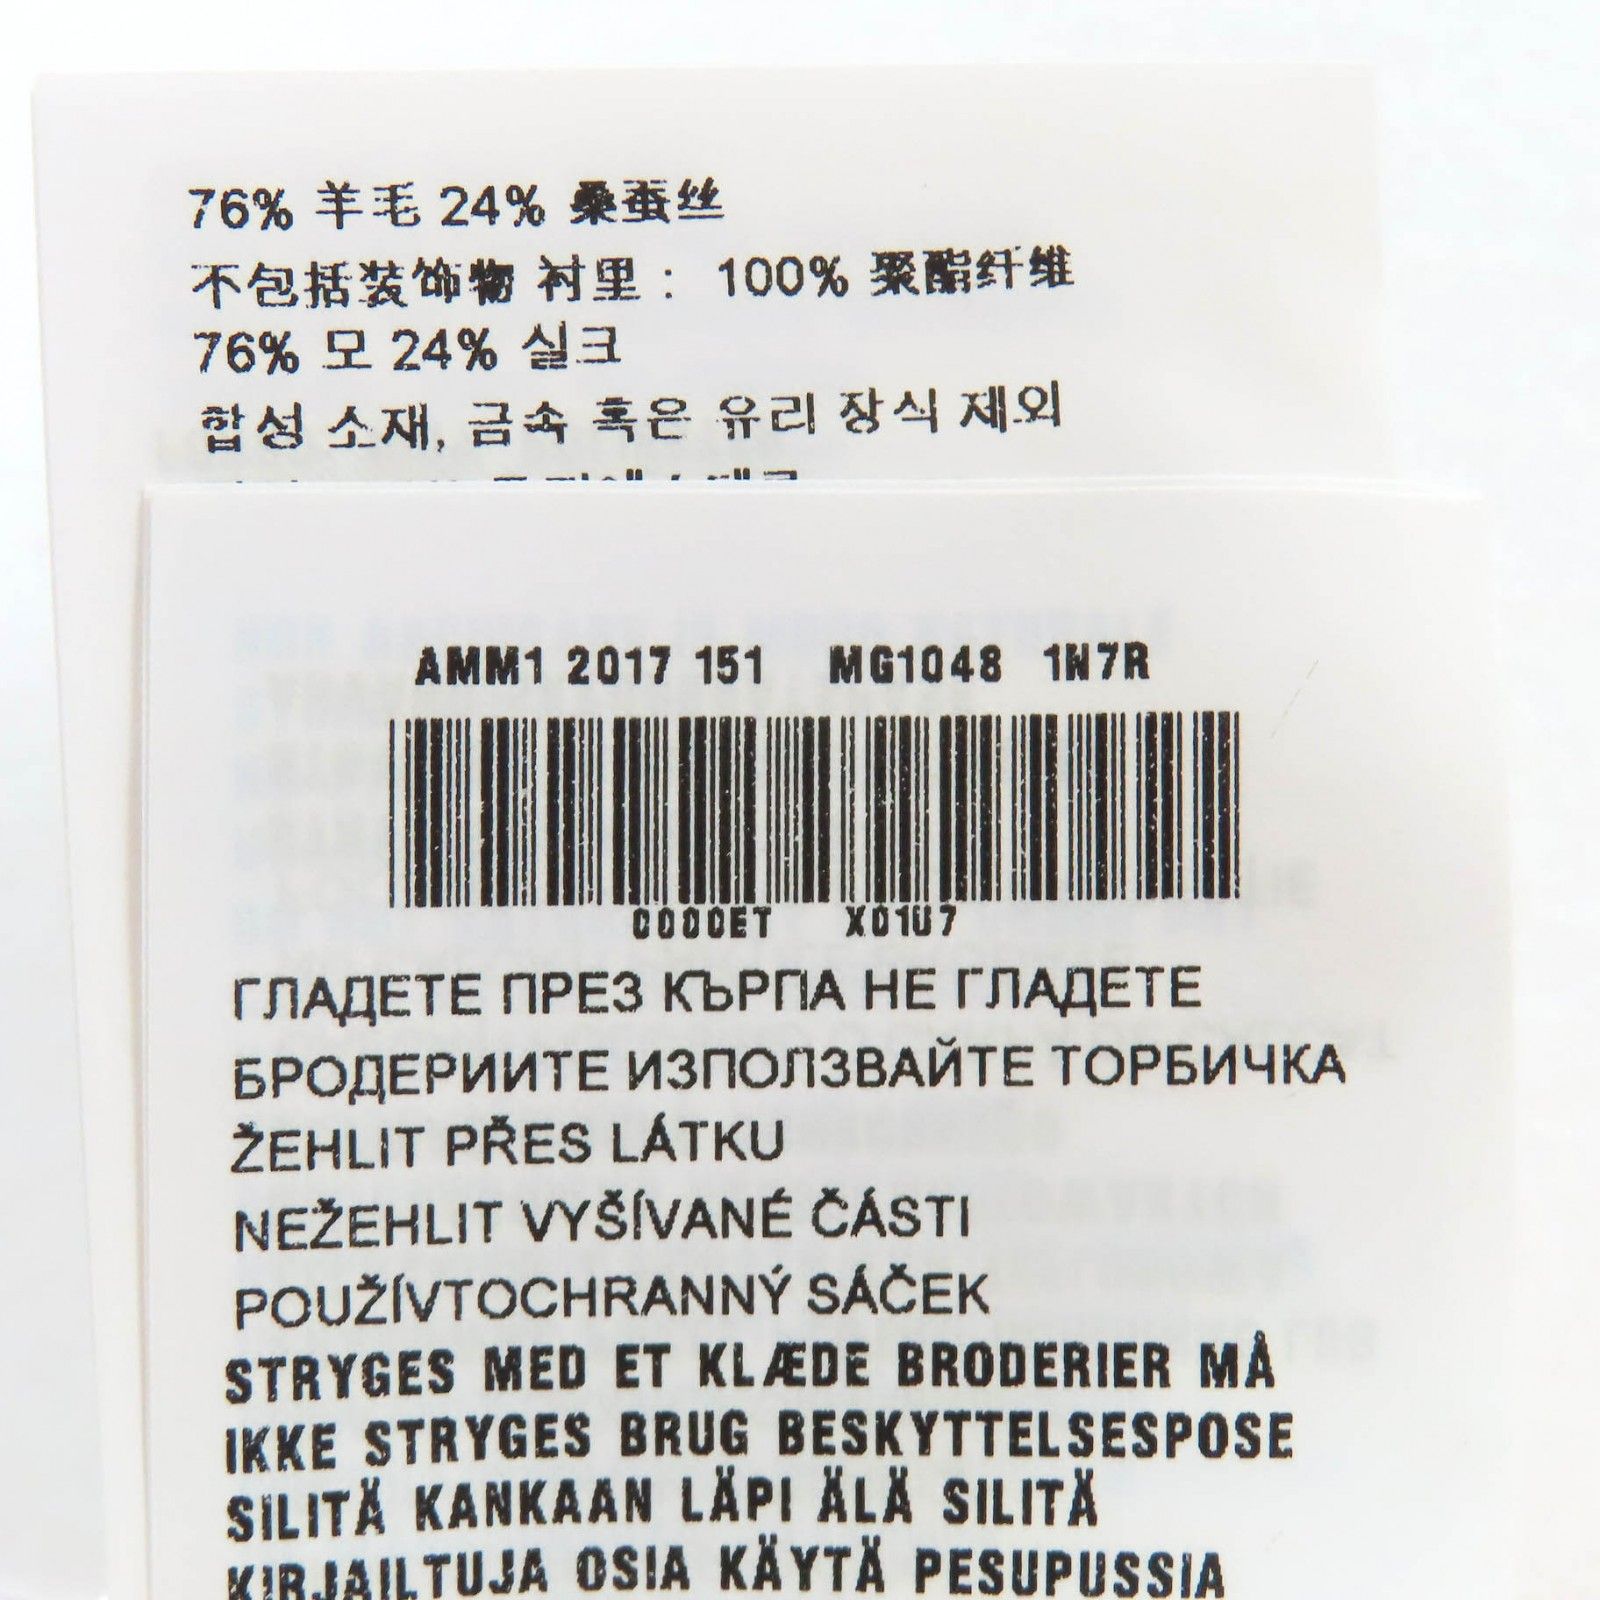 76% 羊毛 24% 桑蚕丝
不包括装饰物 衬里： 100% 聚酯纤维
76% 모 24% 실크
합성 소재, 금속 혹은 유리 장식 제외
AMM1 2017 151 MG1048 1N7R
0000ET X01U7
ГЛАДЕТЕ ПРЕЗ КЪРПА НЕ ГЛАДЕТЕ
БРОДЕРИИТЕ ИЗПОЛЗВАЙТЕ ТОРБИЧКА
ŽEHLIT PŘES LÁTKU
NEŽEHLIT VYŠÍVANÉ ČÁSTI
POUŽÍVTOCHRANNÝ SÁČEK
STRYGES MED ET KLÆDE BRODERIER MÅ
IKKE STRYGES BRUG BESKYTTELSESPOSE
SILITÄ KANKAAN LÄPI ÄLÄ SILITÄ
KIRJAILTUJA OSIA KÄYTÄ PESUPUSSIA